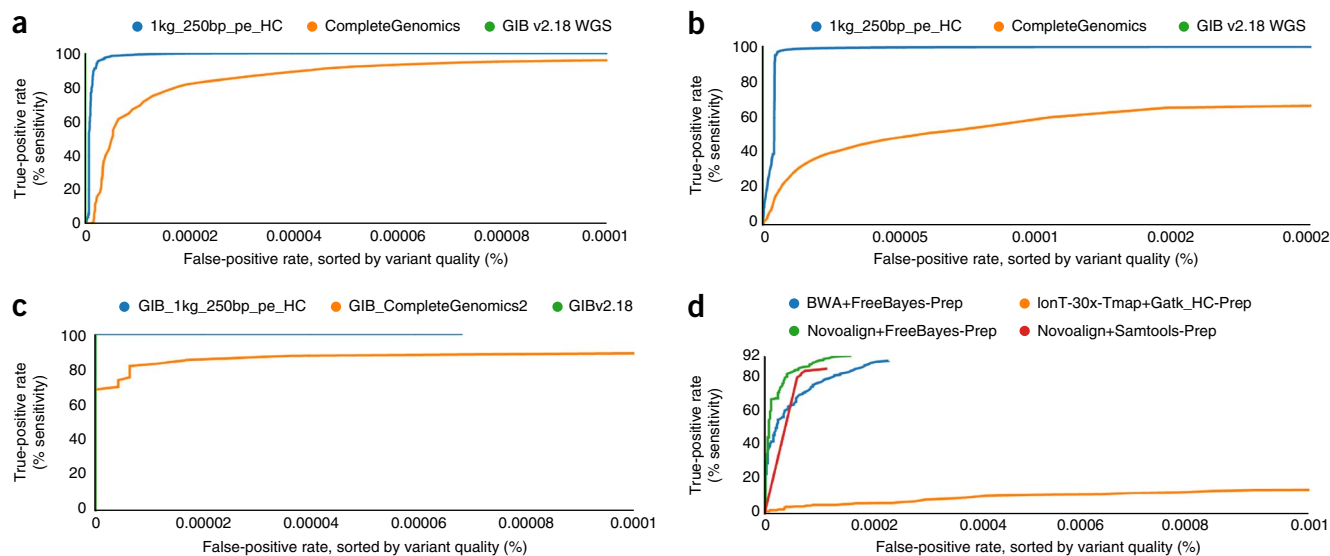 a
1kg_250bp_pe_HC CompleteGenomics GIB v2.18 WGS
100
80
60
40
20
0
True-positive rate
(% sensitivity)
0 0.00002 0.00004 0.00006 0.00008 0.0001
False-positive rate, sorted by variant quality (%)
b
1kg_250bp_pe_HC CompleteGenomics GIB v2.18 WGS
100
80
60
40
20
0
True-positive rate
(% sensitivity)
0 0.00005 0.0001 0.0002 0.0002
False-positive rate, sorted by variant quality (%)
c
GIB_1kg_250bp_pe_HC GIB_CompleteGenomics2 GIBv2.18
100
80
60
40
20
0
True-positive rate
(% sensitivity)
0 0.00002 0.00004 0.00006 0.00008 0.0001
False-positive rate, sorted by variant quality (%)
d
BWA+FreeBayes-Prep IonT-30x-Tmap+Gatk_HC-Prep
Novoalign+FreeBayes-Prep Novoalign+Samtools-Prep
92
80
60
40
20
0
True-positive rate
(% sensitivity)
0 0.0002 0.0004 0.0006 0.0008 0.001
False-positive rate, sorted by variant quality (%)